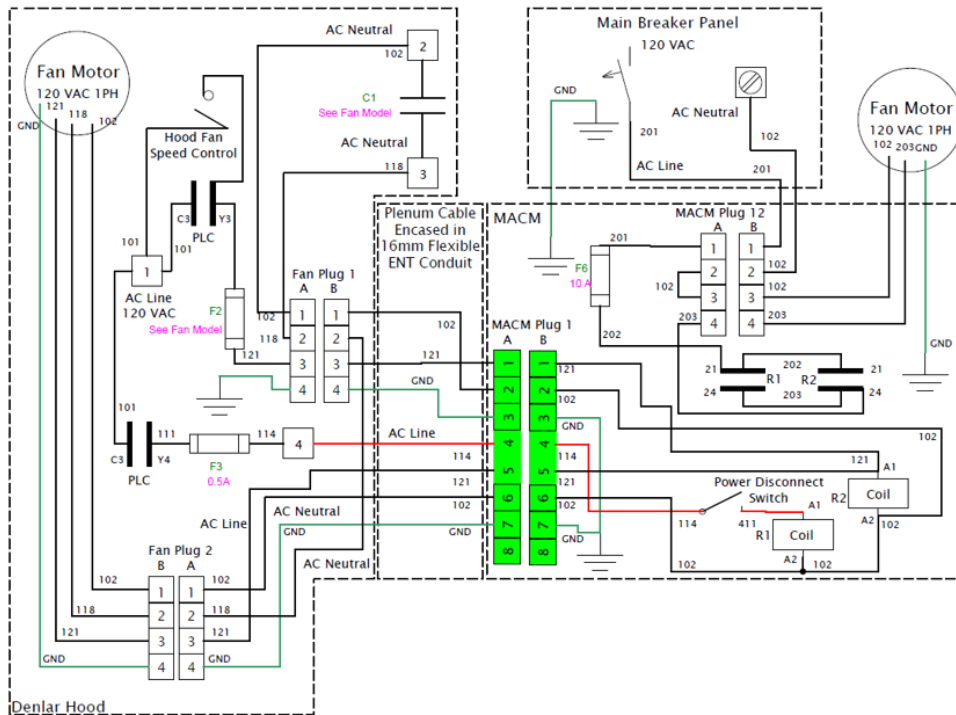 Fan Motor
120 VAC 1PH
121
118
102
GND
Hood Fan
Speed Control
C3
Y3
PLC
101
101
1
AC Line
120 VAC
F2
See Fan Model
121
AC Neutral
102
2
C1
See Fan Model
AC Neutral
118
3
Fan Plug 1
A
B
102
1
1
118
2
2
3
3
4
4
102
121
GND
101
C3
Y4
111
PLC
F3
0.5A
114
4
AC Line
114
121
102
AC Line
AC Neutral
GND
AC Neutral
Fan Plug 2
B
A
102
1
1
102
118
2
2
118
121
3
3
121
GND
4
4
GND
Denlar Hood
Plenum Cable
Encased in
16mm Flexible
ENT Conduit
Main Breaker Panel
120 VAC
GND
201
AC Neutral
102
AC Line
201
MACM
MACM Plug 12
A
B
201
1
1
2
2
102
102
3
3
102
203
4
4
203
F6
10 A
202
21
202
21
R1
R2
24
203
24
Fan Motor
120 VAC 1PH
102
203
GND
GND
MACM Plug 1
A
B
1
1
121
2
2
102
3
3
GND
4
4
114
5
5
121
6
6
102
7
7
GND
8
8
Power Disconnect
Switch
114
411
A1
R1
Coil
A2
102
102
121
A1
R2
Coil
A2
102
102